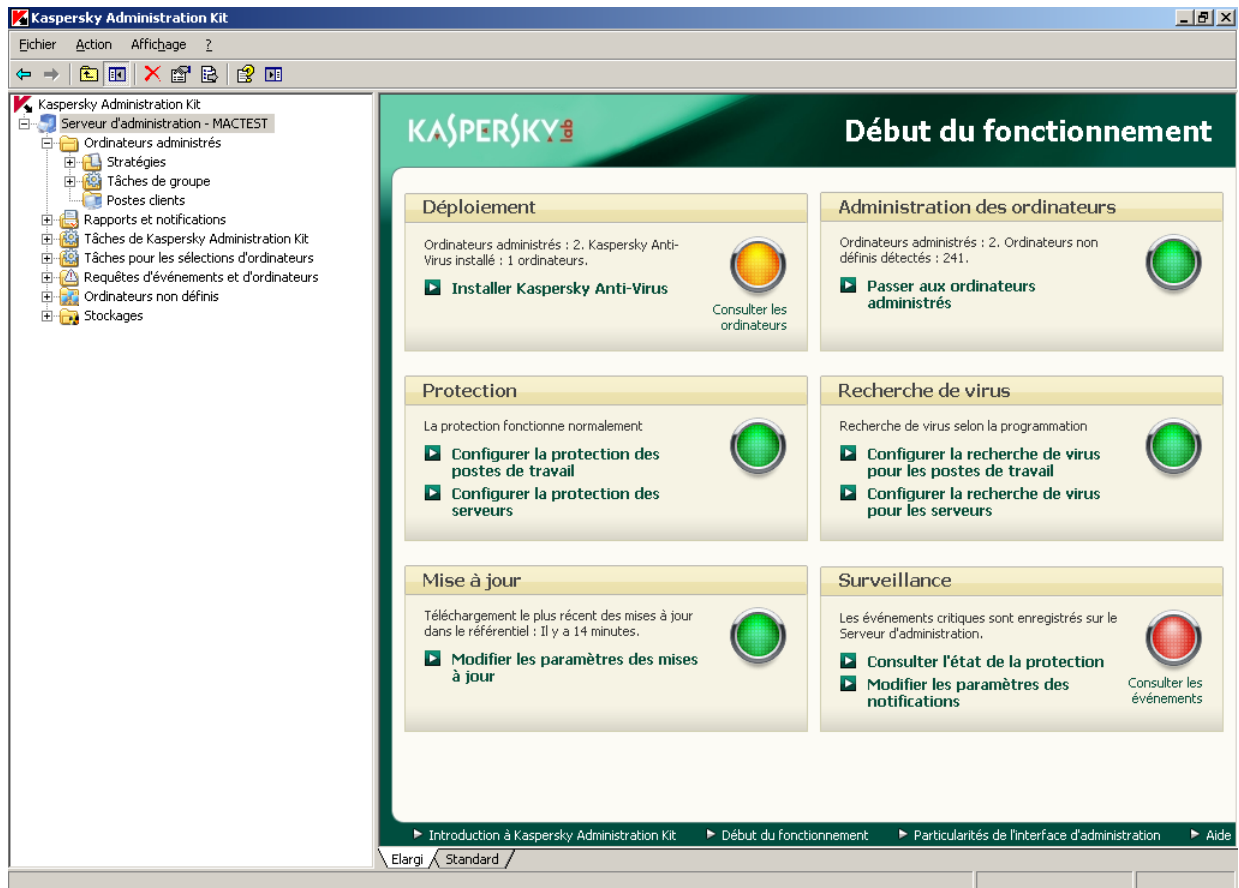 Kaspersky Administration Kit
Fichier Action Affichage ?
Kaspersky Administration Kit
Serveur d'administration - MACTEST
Ordinateurs administrés
Stratégies
Tâches de groupe
Postes clients
Rapports et notifications
Tâches de Kaspersky Administration Kit
Tâches pour les sélections d'ordinateurs
Requêtes d'événements et d'ordinateurs
Ordinateurs non définis
Stockages
KASPERSKY lab
Début du fonctionnement
Déploiement
Ordinateurs administrés : 2. Kaspersky Anti-
Virus installé : 1 ordinateurs.
Installer Kaspersky Anti-Virus
Consulter les
ordinateurs
Administration des ordinateurs
Ordinateurs administrés : 2. Ordinateurs non
définis détectés : 241.
Passer aux ordinateurs
administrés
Protection
La protection fonctionne normalement
Configurer la protection des
postes de travail
Configurer la protection des
serveurs
Recherche de virus
Recherche de virus selon la programmation
Configurer la recherche de virus
pour les postes de travail
Configurer la recherche de virus
pour les serveurs
Mise à jour
Téléchargement le plus récent des mises à jour
dans le référentiel : Il y a 14 minutes.
Modifier les paramètres des mises
à jour
Surveillance
Les événements critiques sont enregistrés sur le
Serveur d'administration.
Consulter l'état de la protection
Modifier les paramètres des
notifications
Consulter les
événements
Introduction à Kaspersky Administration Kit Début du fonctionnement Particularités de l'interface d'administration Aide
Elargi Standard